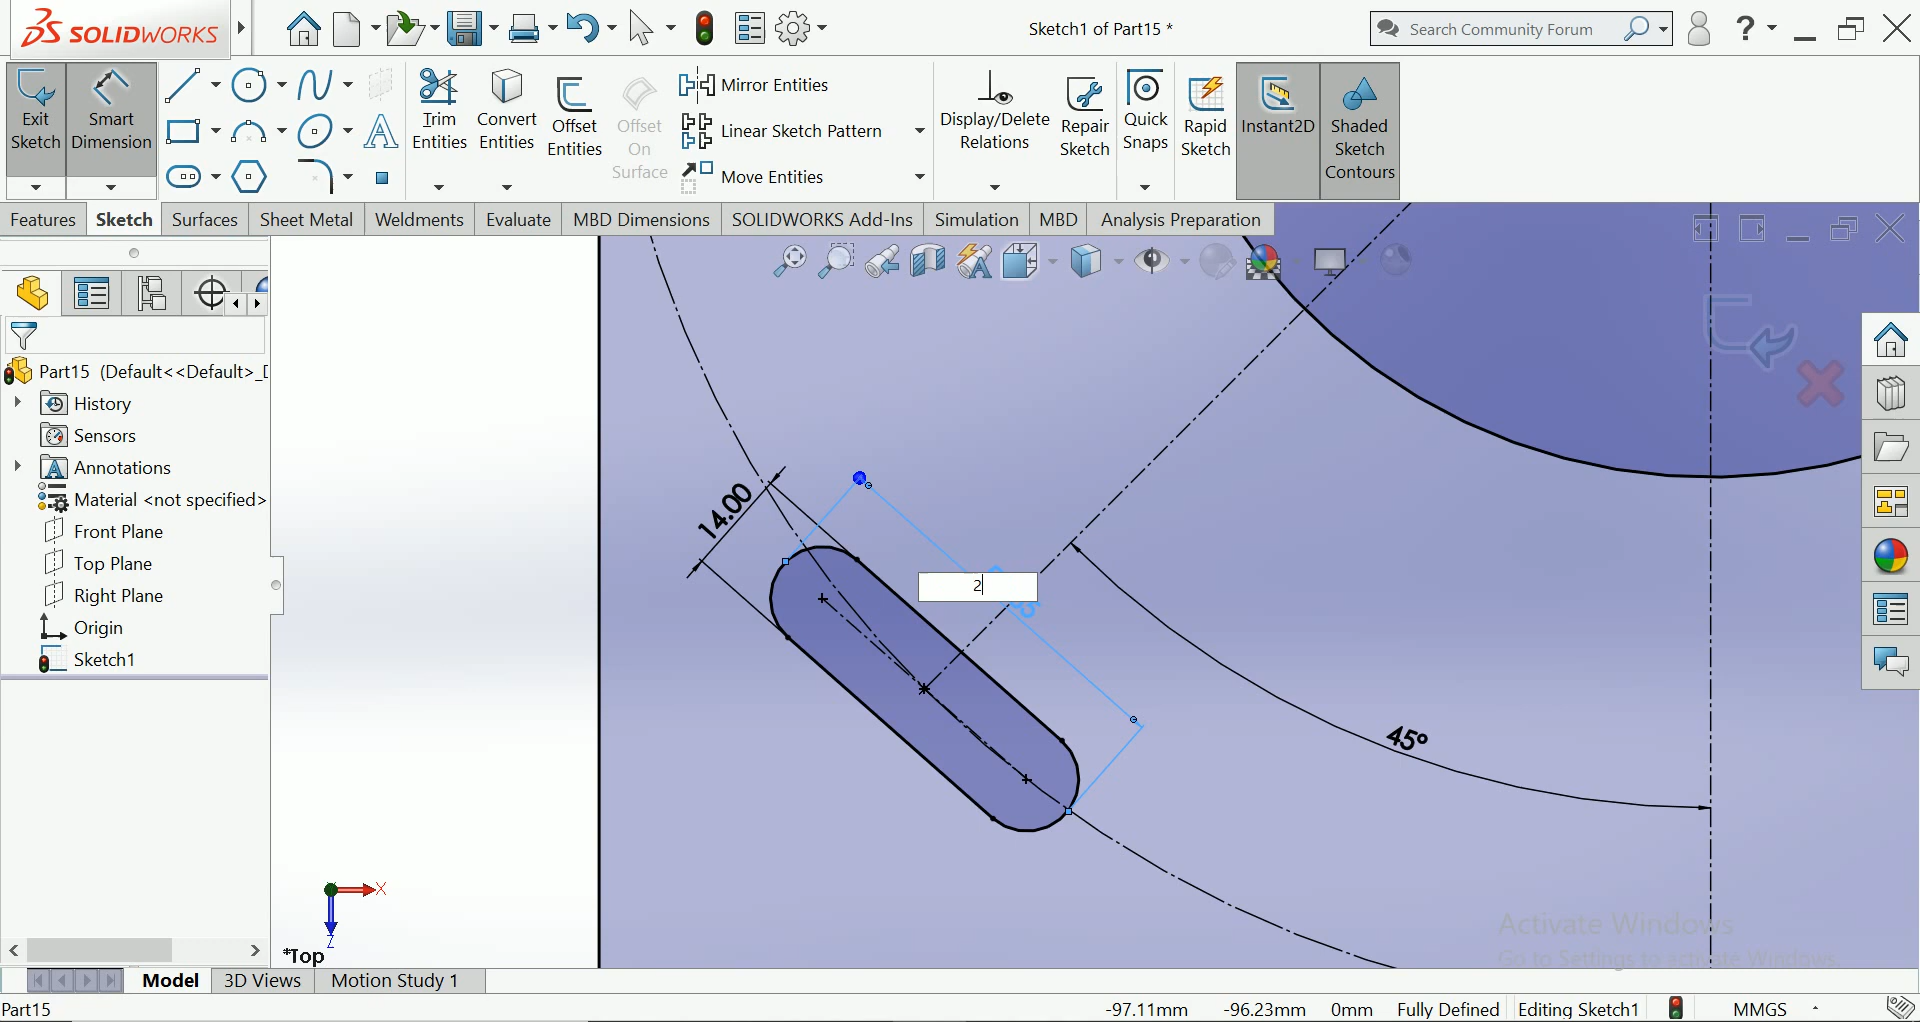 SOLIDWORKS
Sketch1 of Part15 *
Search Community Forum
?
Exit Sketch
Smart Dimension
Trim Entities
Convert Entities
Offset Entities
Offset On Surface
Mirror Entities
Linear Sketch Pattern
Move Entities
Display/Delete Relations
Repair Sketch
Quick Snaps
Rapid Sketch
Instant2D
Shaded Sketch Contours
Features
Sketch
Surfaces
Sheet Metal
Weldments
Evaluate
MBD Dimensions
SOLIDWORKS Add-Ins
Simulation
MBD
Analysis Preparation
Part15 (Default<<Default>_D
History
Sensors
Annotations
Material <not specified>
Front Plane
Top Plane
Right Plane
Origin
Sketch1
14.00
2
45°
X
Z
*Top
Activate Windows
Go to Settings to activate Windows.
Model
3D Views
Motion Study 1
Part15
-97.11mm
-96.23mm
0mm
Fully Defined
Editing Sketch1
MMGS